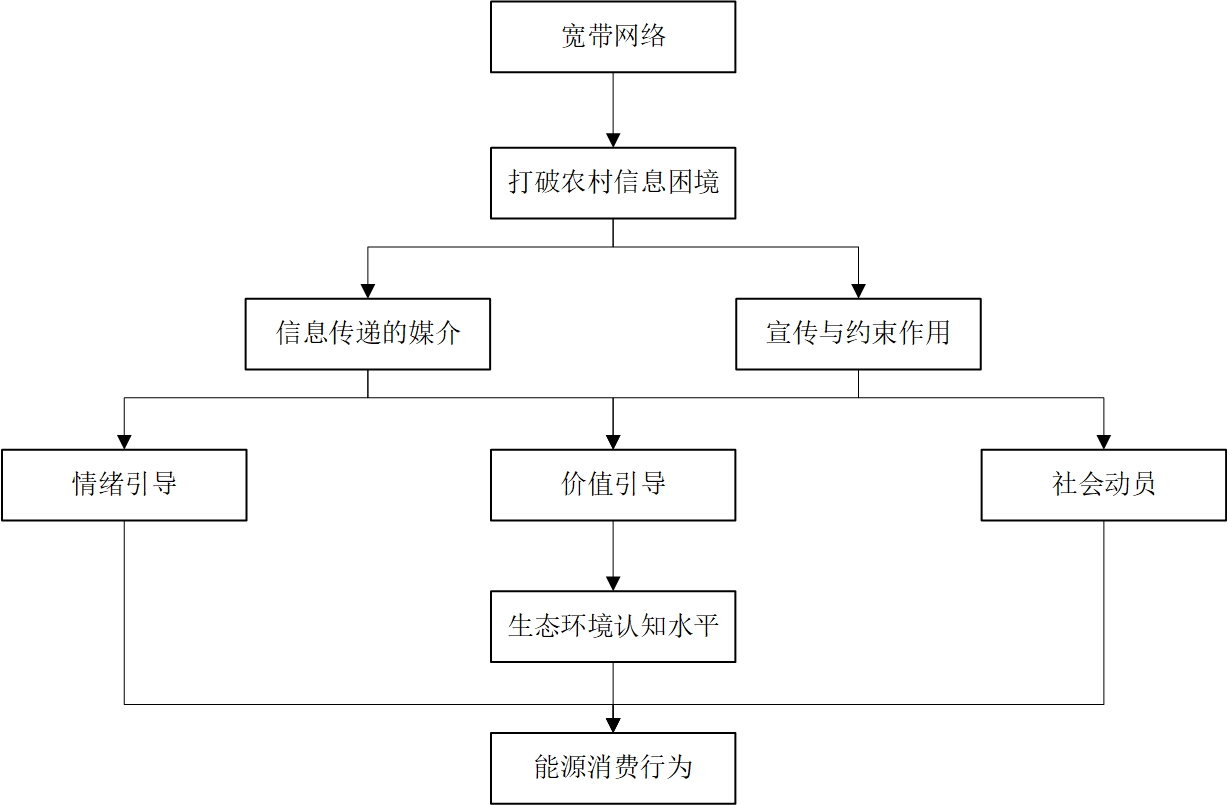 宽带网络
打破农村信息困境
信息传递的媒介
宣传与约束作用
情绪引导
价值引导
社会动员
生态环境认知水平
能源消费行为